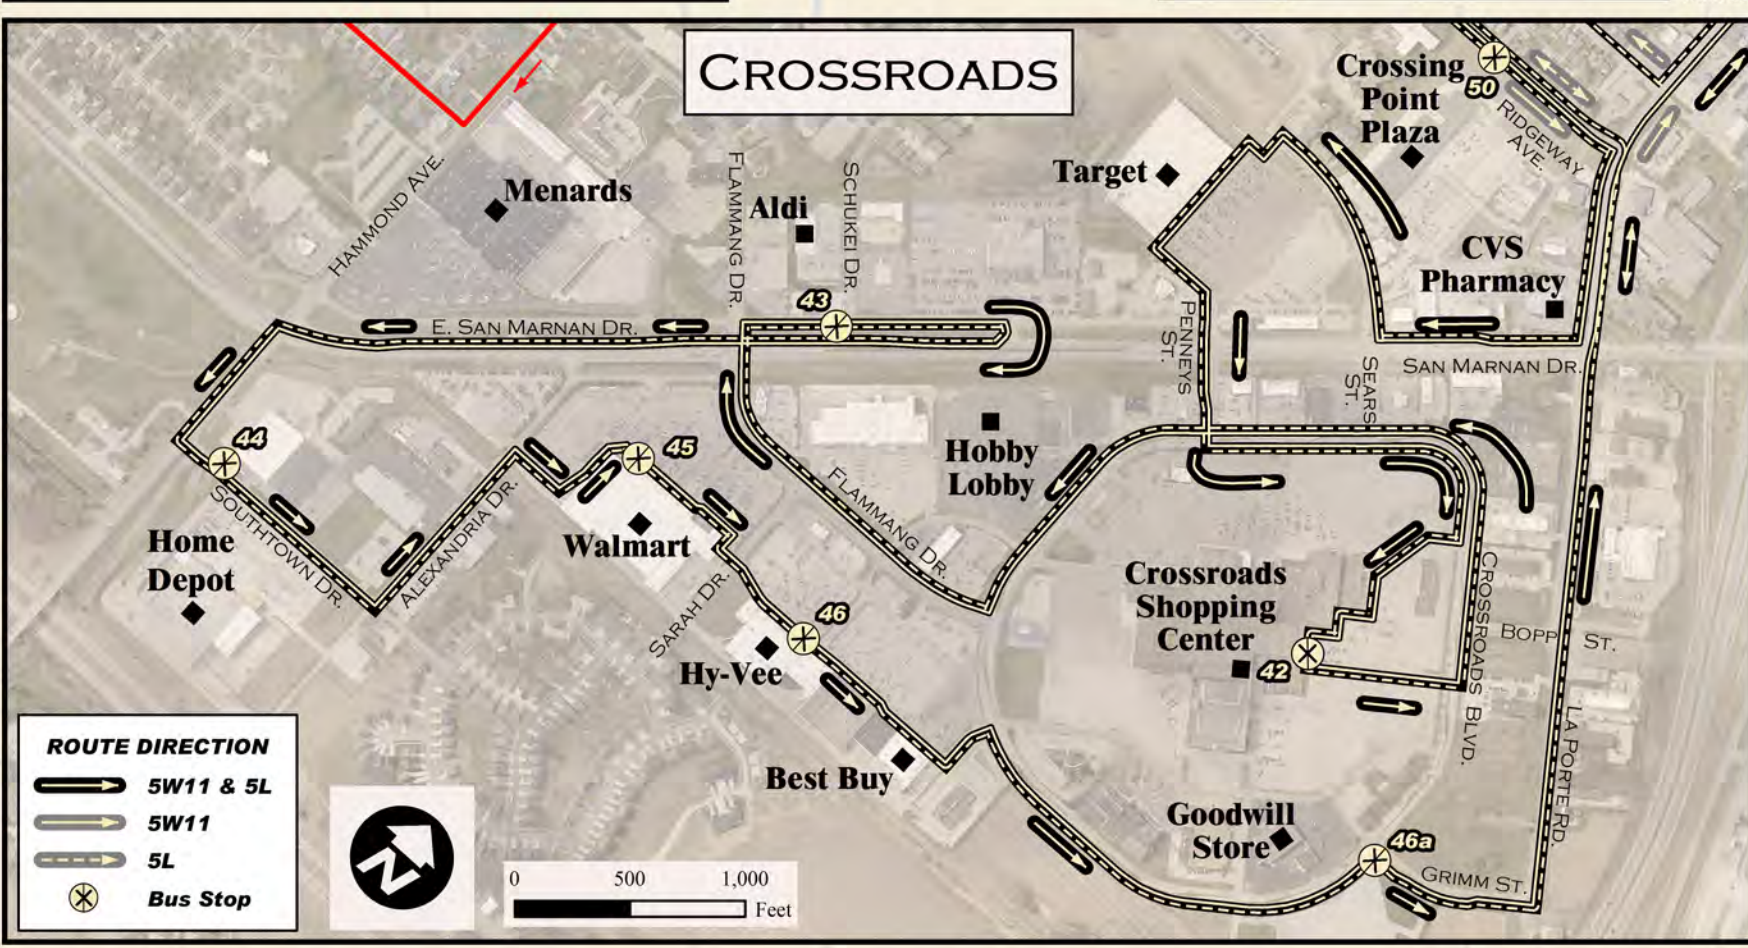 CROSSROADS
Crossing
Point
Plaza
50
RIDGEWAY
AVE.
HAMMOND AVE.
Menards
FLAMMANG DR.
Aldi
SCHUKEI DR.
Target
CVS
Pharmacy
43
E. SAN MARNAN DR.
PENNEYS
ST.
SEARS
ST.
SAN MARNAN DR.
44
45
Hobby
Lobby
FLAMMANG DR.
SOUTHTOWN DR.
ALEXANDRIA DR.
Home
Depot
Walmart
SARAH DR.
46
Hy-Vee
Crossroads
Shopping
Center
42
CROSSROADS BLVD.
BOPP ST.
LA PORTE RD.
Best Buy
Goodwill
Store
46a
GRIMM ST.
ROUTE DIRECTION
5W11 & 5L
5W11
5L
Bus Stop
N
0 500 1,000
Feet